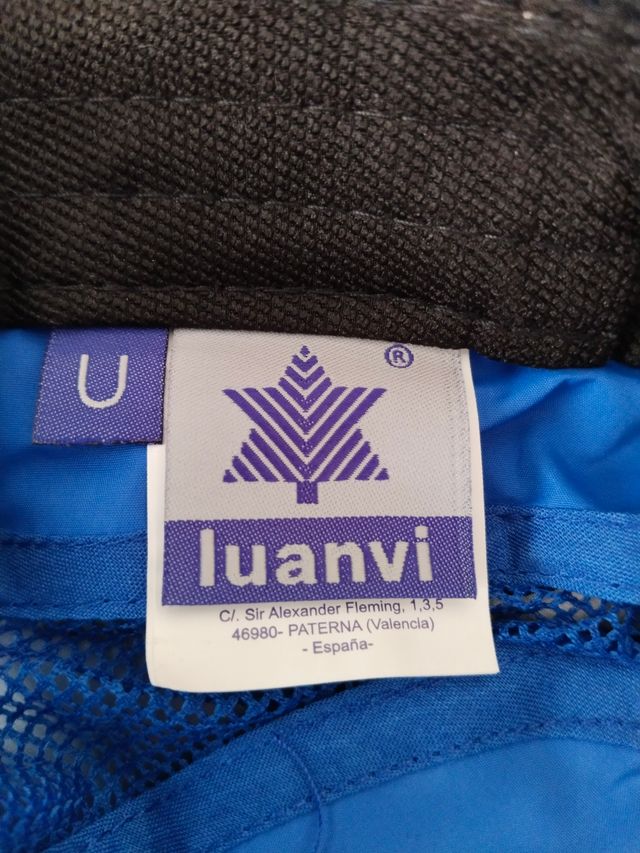 U
®
luanvi
C/. Sir Alexander Fleming, 1,3,5
46980- PATERNA (Valencia)
- España-